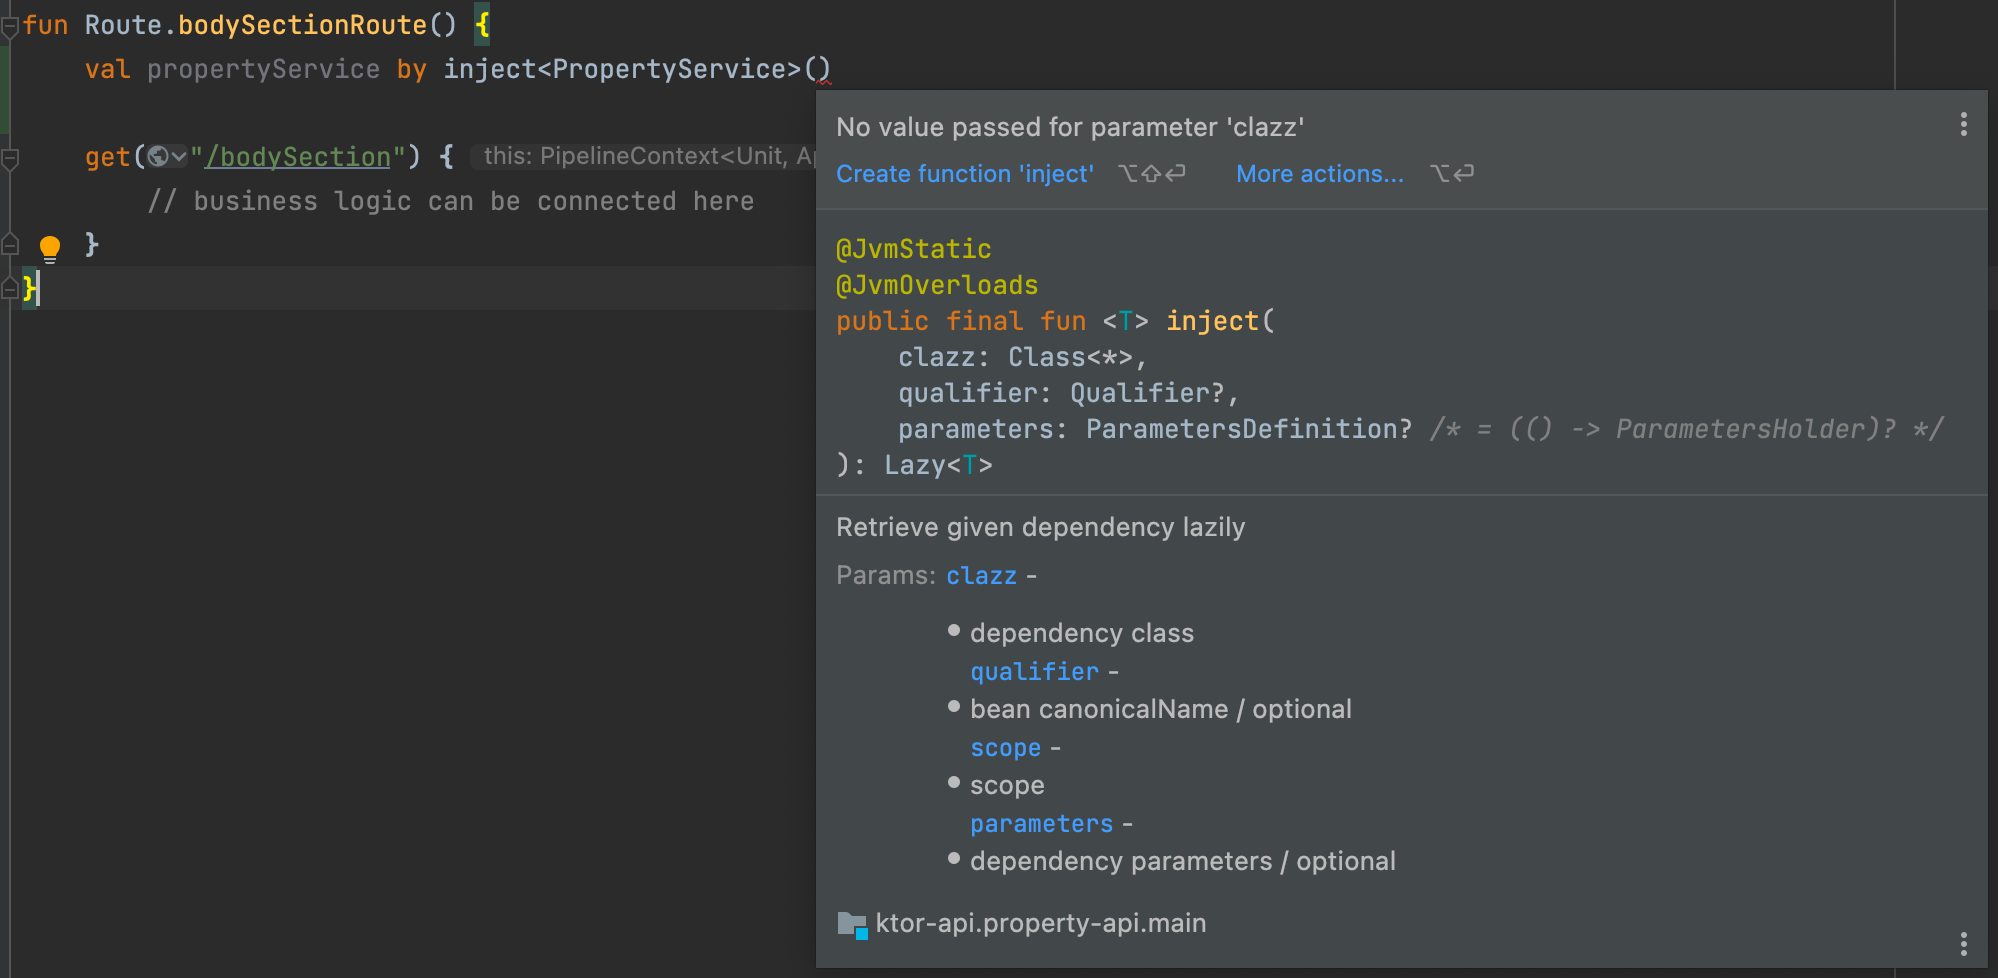 fun Route.bodySectionRoute() {
val propertyService by inject<PropertyService>()
get("/bodySection") { this: PipelineContext<Unit, Ap
// business logic can be connected here
}
}
No value passed for parameter 'clazz'
Create function 'inject' ⌥⇧⏎ More actions... ⌥⏎
@JvmStatic
@JvmOverloads
public final fun <T> inject(
clazz: Class<*>,
qualifier: Qualifier?,
parameters: ParametersDefinition? /* = (() -> ParametersHolder)? */
): Lazy<T>
Retrieve given dependency lazily
Params: clazz –
• dependency class
qualifier –
• bean canonicalName / optional
scope –
• scope
parameters –
• dependency parameters / optional
ktor-api.property-api.main